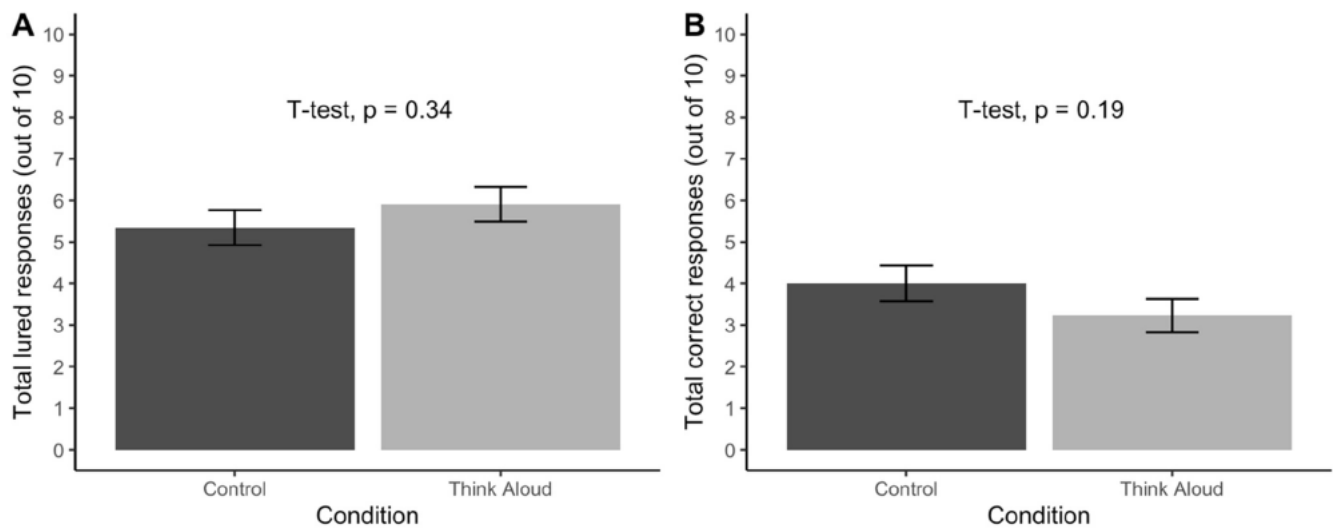 A
Total lured responses (out of 10)
10
9
8
7
6
5
4
3
2
1
0
T-test, p = 0.34
Control
Think Aloud
Condition
B
Total correct responses (out of 10)
10
9
8
7
6
5
4
3
2
1
0
T-test, p = 0.19
Control
Think Aloud
Condition